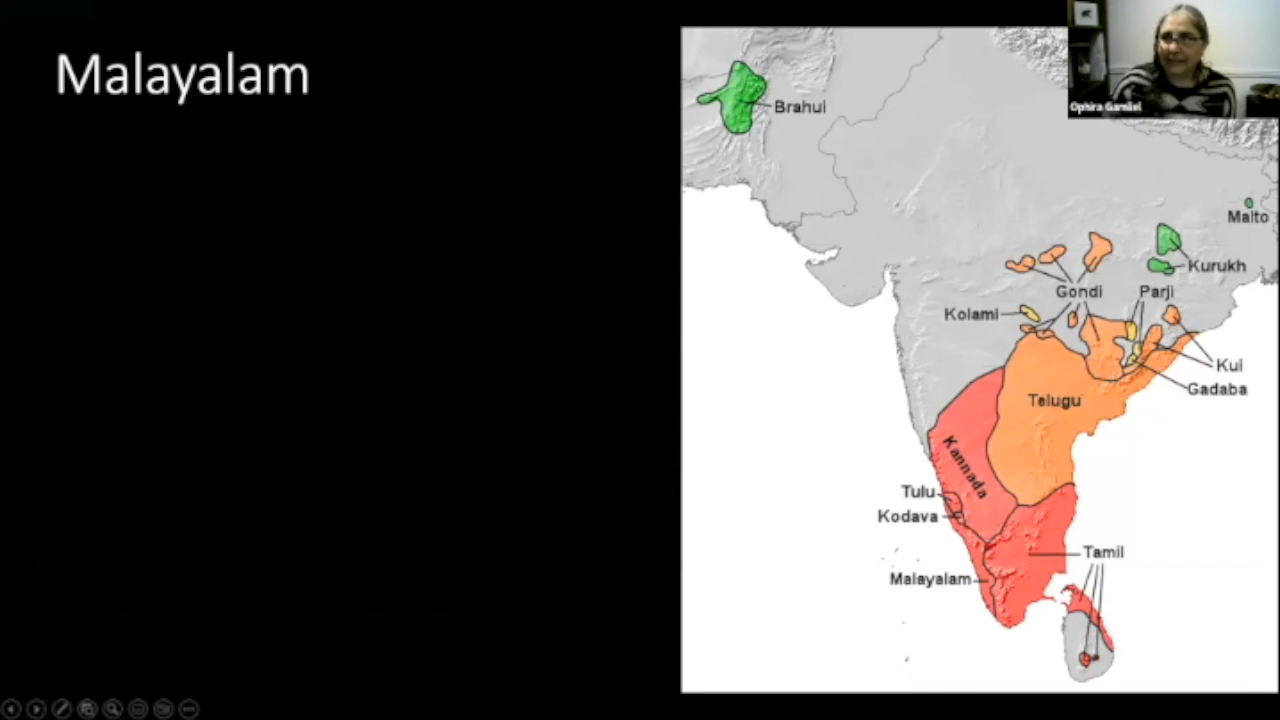 Malayalam
Ophira Gamliel
Brahui
Malto
Kurukh
Gondi
Parji
Kolami
Kui
Gadaba
Telugu
Kannada
Tulu
Kodava
Tamil
Malayalam